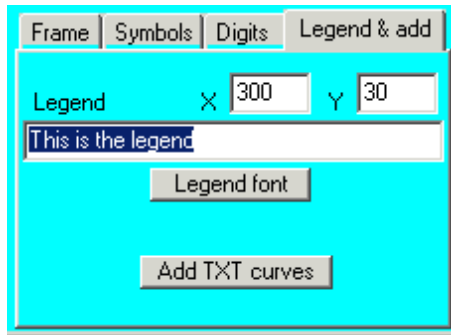 Frame Symbols Digits Legend & add
Legend X 300 Y 30
This is the legend
Legend font
Add TXT curves